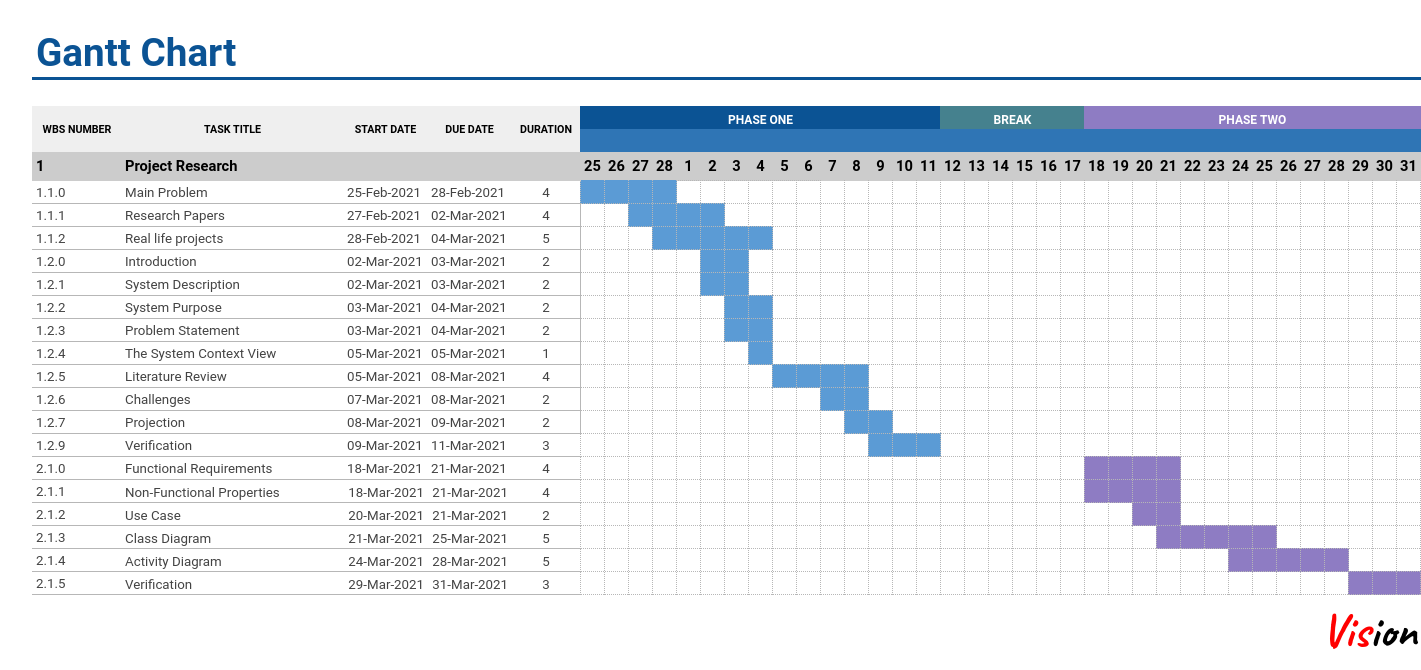 Gantt Chart
WBS NUMBER TASK TITLE START DATE DUE DATE DURATION PHASE ONE BREAK PHASE TWO
1 Project Research 25 26 27 28 1 2 3 4 5 6 7 8 9 10 11 12 13 14 15 16 17 18 19 20 21 22 23 24 25 26 27 28 29 30 31
1.1.0 Main Problem 25-Feb-2021 28-Feb-2021 4
1.1.1 Research Papers 27-Feb-2021 02-Mar-2021 4
1.1.2 Real life projects 28-Feb-2021 04-Mar-2021 5
1.2.0 Introduction 02-Mar-2021 03-Mar-2021 2
1.2.1 System Description 02-Mar-2021 03-Mar-2021 2
1.2.2 System Purpose 03-Mar-2021 04-Mar-2021 2
1.2.3 Problem Statement 03-Mar-2021 04-Mar-2021 2
1.2.4 The System Context View 05-Mar-2021 05-Mar-2021 1
1.2.5 Literature Review 05-Mar-2021 08-Mar-2021 4
1.2.6 Challenges 07-Mar-2021 08-Mar-2021 2
1.2.7 Projection 08-Mar-2021 09-Mar-2021 2
1.2.9 Verification 09-Mar-2021 11-Mar-2021 3
2.1.0 Functional Requirements 18-Mar-2021 21-Mar-2021 4
2.1.1 Non-Functional Properties 18-Mar-2021 21-Mar-2021 4
2.1.2 Use Case 20-Mar-2021 21-Mar-2021 2
2.1.3 Class Diagram 21-Mar-2021 25-Mar-2021 5
2.1.4 Activity Diagram 24-Mar-2021 28-Mar-2021 5
2.1.5 Verification 29-Mar-2021 31-Mar-2021 3
Vision